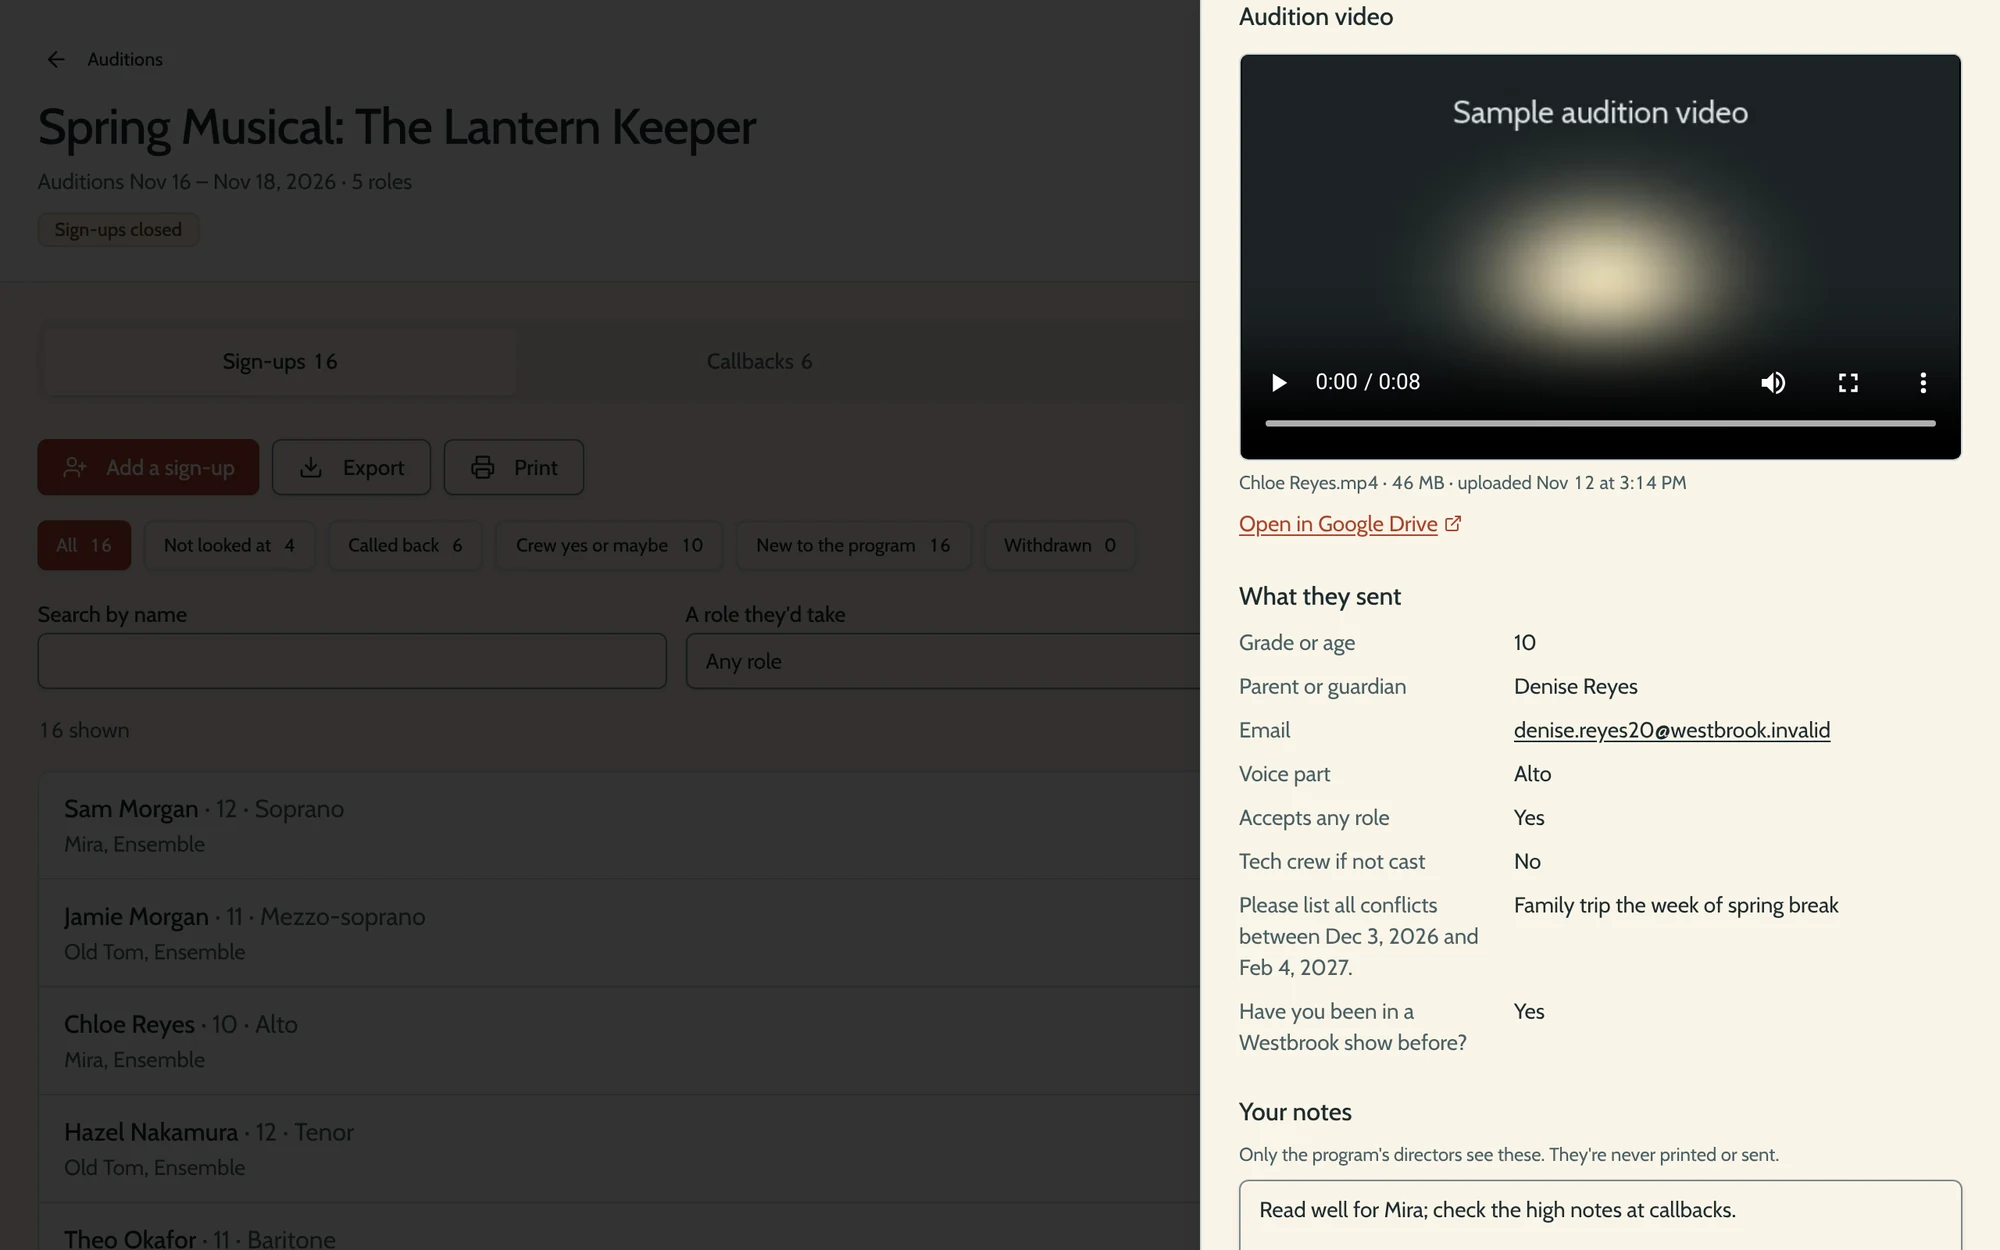 Auditions
Spring Musical: The Lantern Keeper
Auditions Nov 16 – Nov 18, 2026 · 5 roles
Sign-ups closed
Sign-ups 16
Callbacks 6
Add a sign-up
Export
Print
All 16
Not looked at 4
Called back 6
Crew yes or maybe 10
New to the program 16
Withdrawn 0
Search by name
A role they'd take
Any role
16 shown
Sam Morgan · 12 · Soprano
Mira, Ensemble
Jamie Morgan · 11 · Mezzo-soprano
Old Tom, Ensemble
Chloe Reyes · 10 · Alto
Mira, Ensemble
Hazel Nakamura · 12 · Tenor
Old Tom, Ensemble
Theo Okafor · 11 · Baritone
Audition video
Sample audition video
0:00 / 0:08
Chloe Reyes.mp4 · 46 MB · uploaded Nov 12 at 3:14 PM
Open in Google Drive
What they sent
Grade or age 10
Parent or guardian Denise Reyes
Email denise.reyes20@westbrook.invalid
Voice part Alto
Accepts any role Yes
Tech crew if not cast No
Please list all conflicts Family trip the week of spring break
between Dec 3, 2026 and
Feb 4, 2027.
Have you been in a Yes
Westbrook show before?
Your notes
Only the program's directors see these. They're never printed or sent.
Read well for Mira; check the high notes at callbacks.